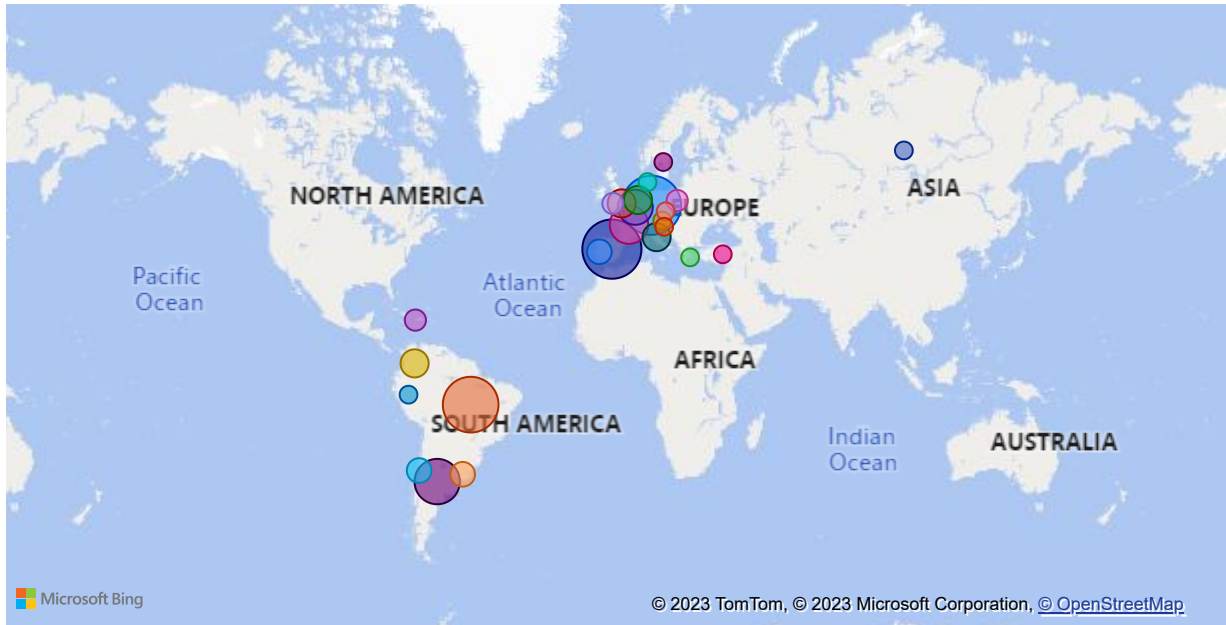 NORTH AMERICA
EUROPE
ASIA
Pacific
Ocean
Atlantic
Ocean
AFRICA
SOUTH AMERICA
Indian
Ocean
AUSTRALIA
Microsoft Bing
© 2023 TomTom, © 2023 Microsoft Corporation, © OpenStreetMap